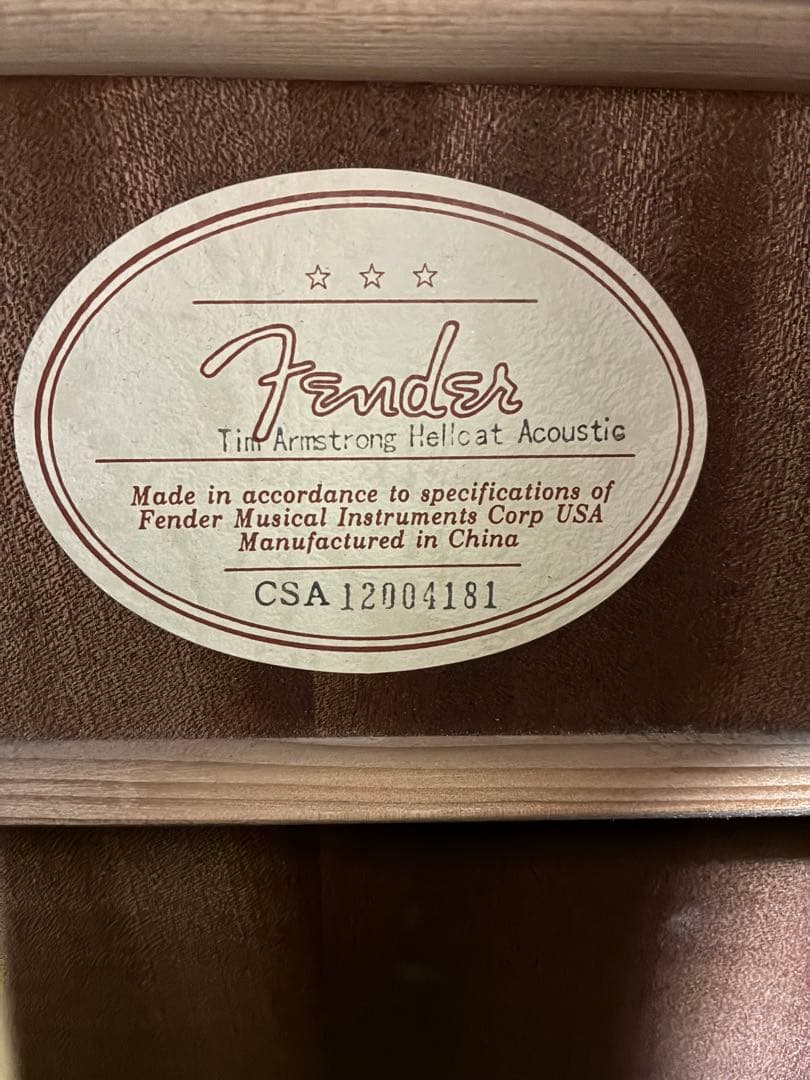 Fender
Tim Armstrong Hellcat Acoustic
Made in accordance to specifications of
Fender Musical Instruments Corp USA
Manufactured in China
CSA 12004181